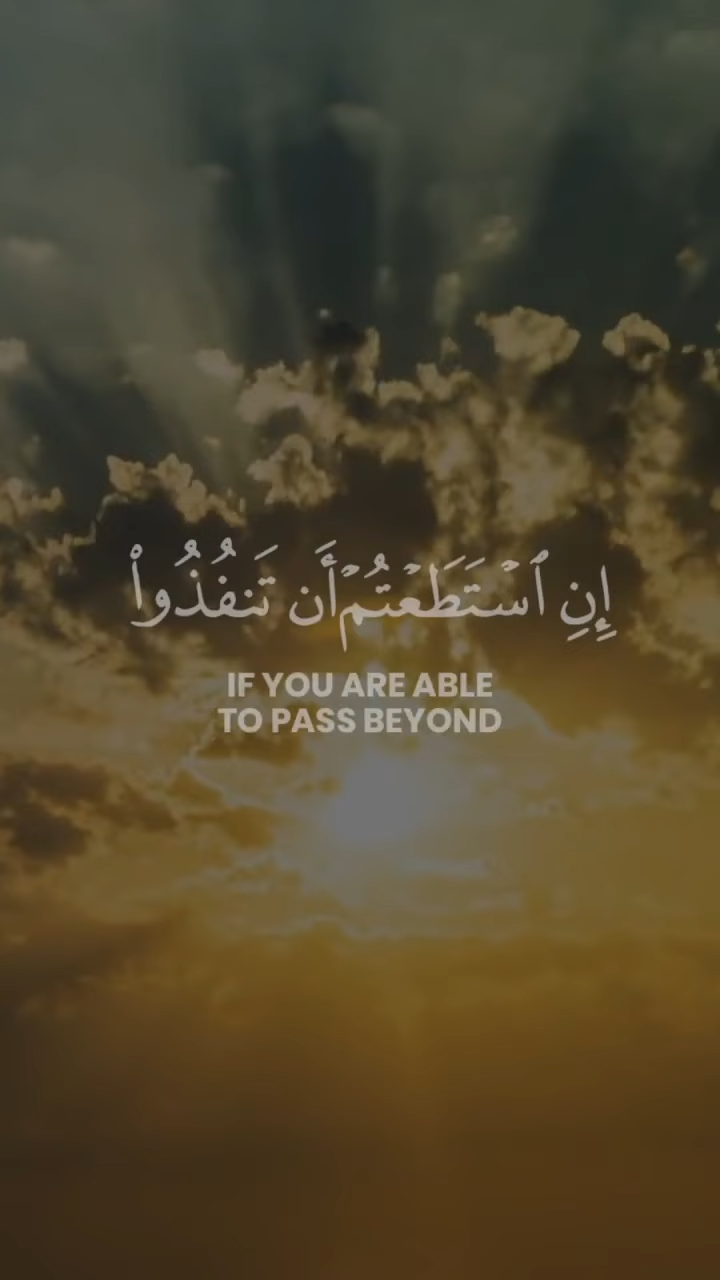 إِنِ ٱسْتَطَعْتُمْ أَن تَنفُذُوا۟
IF YOU ARE ABLE
TO PASS BEYOND